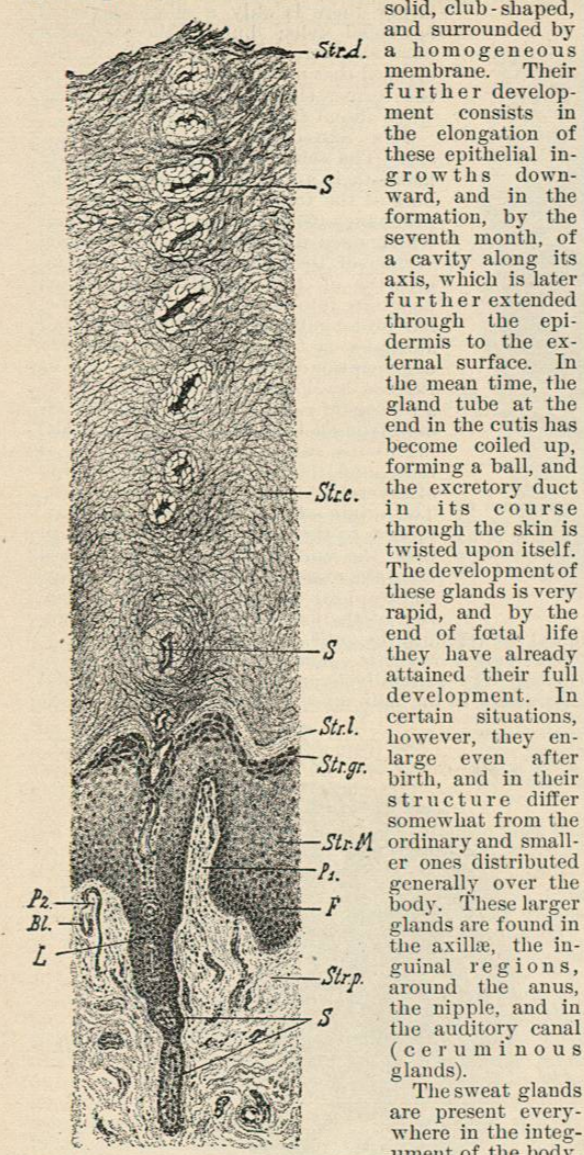 Str.d.
S
Str.c.
S
Str.l.
Str.gr.
Str.M
P1.
P2.
F
Bl.
L
Str.p.
S
solid, club-shaped,
and surrounded by
a homogeneous
membrane. Their
further develop-
ment consists in
the elongation of
these epithelial in-
growths down-
ward, and in the
formation, by the
seventh month, of
a cavity along its
axis, which is later
further extended
through the epi-
dermis to the ex-
ternal surface. In
the mean time, the
gland tube at the
end in the cutis has
become coiled up,
forming a ball, and
the excretory duct
in its course
through the skin is
twisted upon itself.
The development of
these glands is very
rapid, and by the
end of fœtal life
they have already
attained their full
development. In
certain situations,
however, they en-
large even after
birth, and in their
structure differ
somewhat from the
ordinary and small-
er ones distributed
generally over the
body. These larger
glands are found in
the axillæ, the in-
guinal regions,
around the anus,
the nipple, and in
the auditory canal
(ceruminous
glands).
The sweat glands
are present every-
where in the integ-
ument of the body,